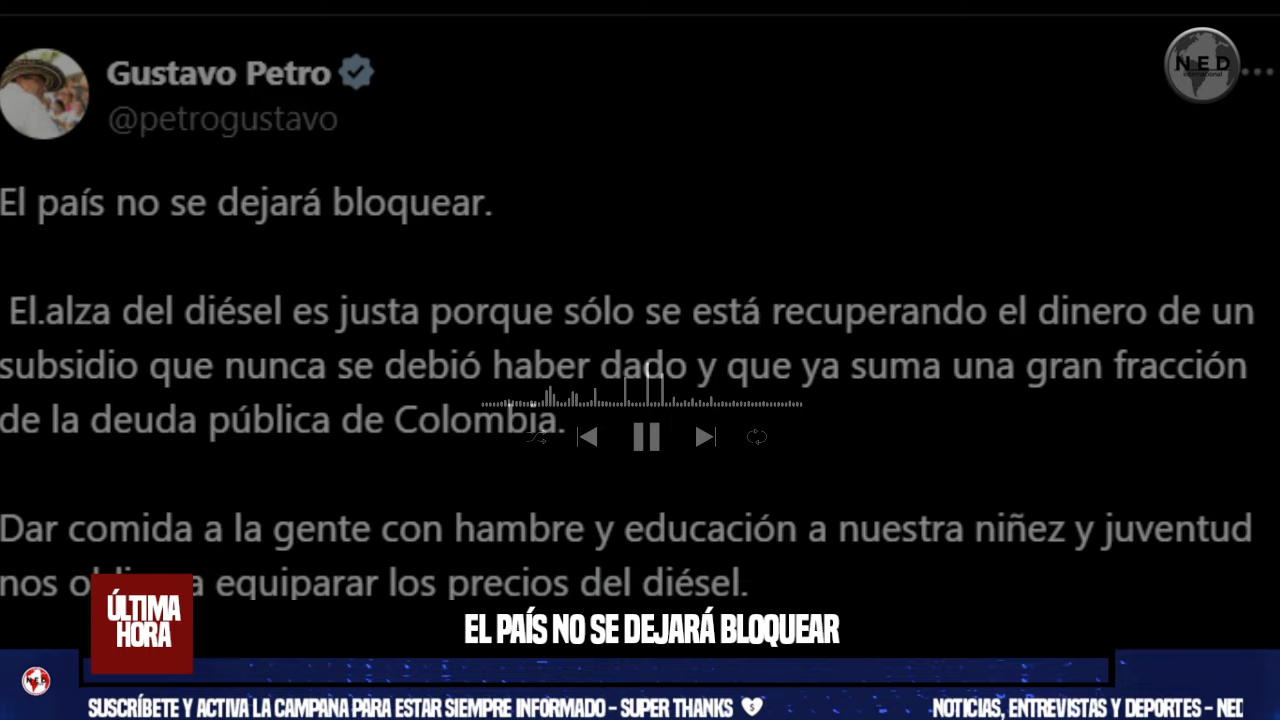 Gustavo Petro
@petrogustavo
NED
international
El país no se dejará bloquear.
El.alza del diésel es justa porque sólo se está recuperando el dinero de un
subsidio que nunca se debió haber dado y que ya suma una gran fracción
de la deuda pública de Colombia.
Dar comida a la gente con hambre y educación a nuestra niñez y juventud
nos a equiparar los precios del diésel.
ÚLTIMA
HORA
EL PAÍS NO SE DEJARÁ BLOQUEAR
NED
SUSCRÍBETE Y ACTIVA LA CAMPANA PARA ESTAR SIEMPRE INFORMADO - SUPER THANKS
NOTICIAS, ENTREVISTAS Y DEPORTES - NED